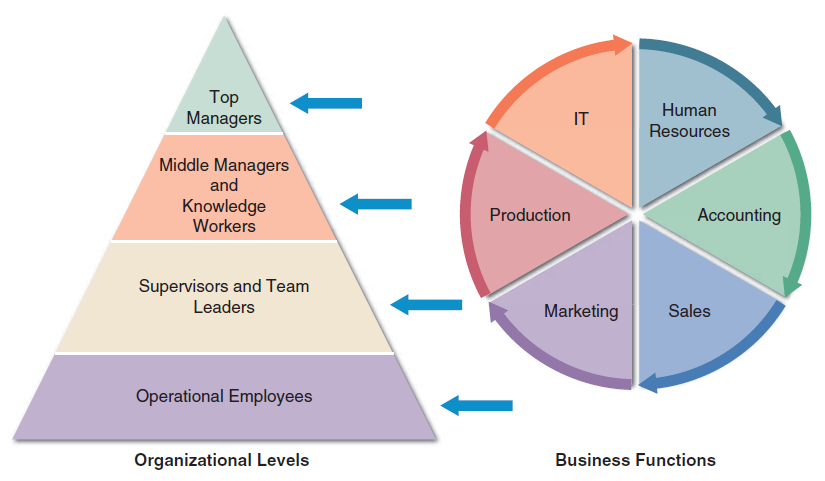 Top
Managers
Middle Managers
and
Knowledge
Workers
Supervisors and Team
Leaders
Operational Employees
Organizational Levels
IT
Human
Resources
Production
Accounting
Marketing
Sales
Business Functions